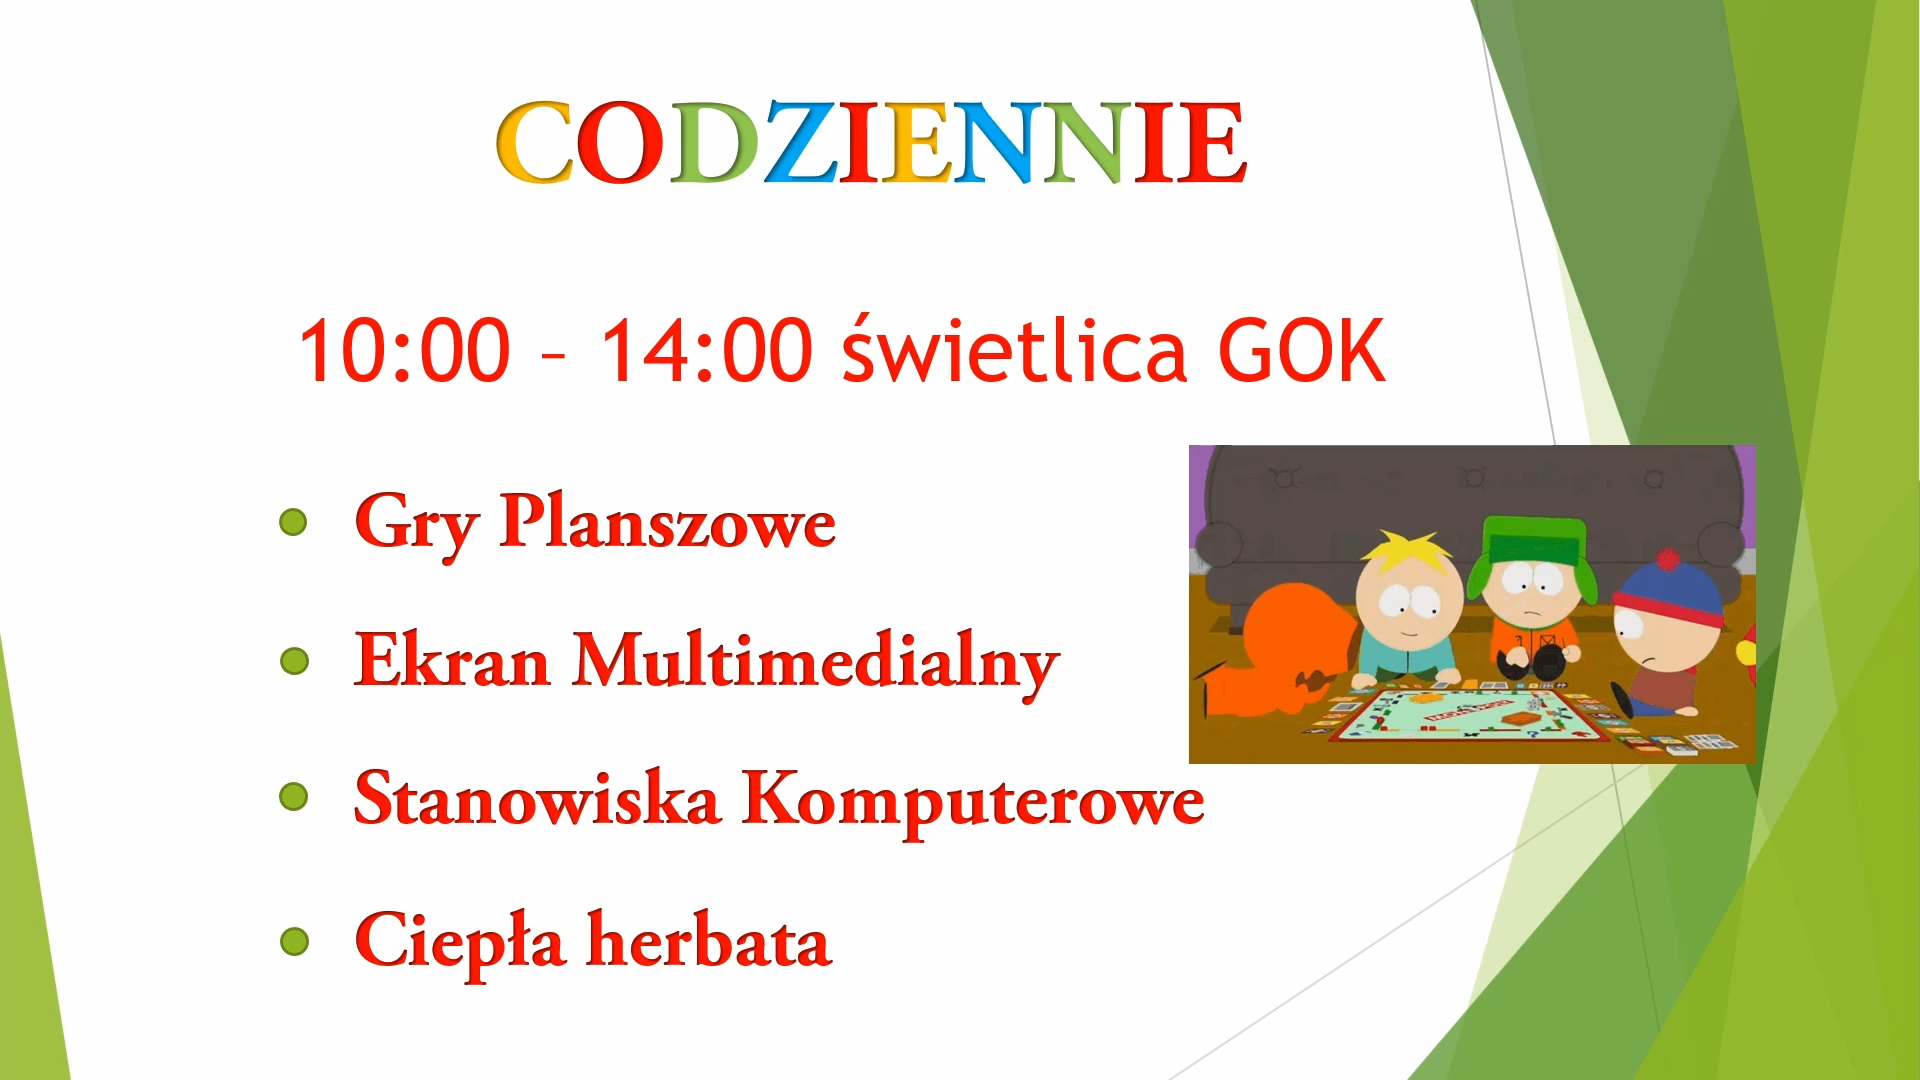 CODZIENNIE
10:00 – 14:00 świetlica GOK
Gry Planszowe
Ekran Multimedialny
Stanowiska Komputerowe
Ciepła herbata